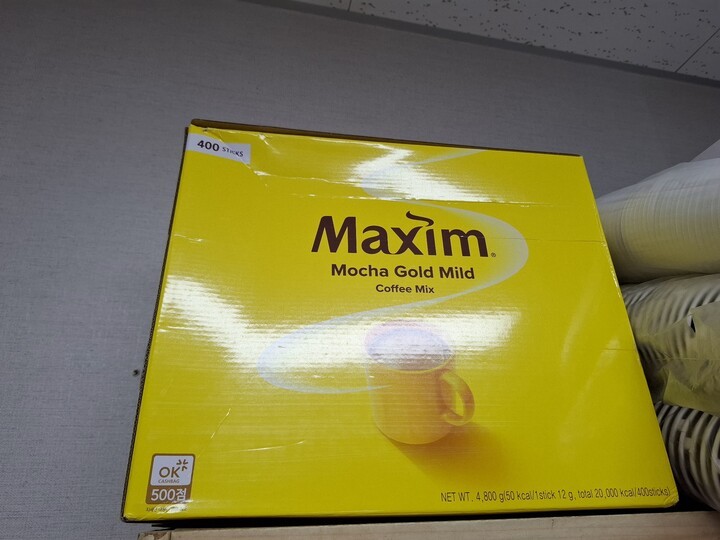 400 STICKS
Maxim
Mocha Gold Mild
Coffee Mix
OK
CASHBAG
500점
NET WT. 4,800 g(50 kcal/1stick 12 g, total 20,000 kcal/400sticks)